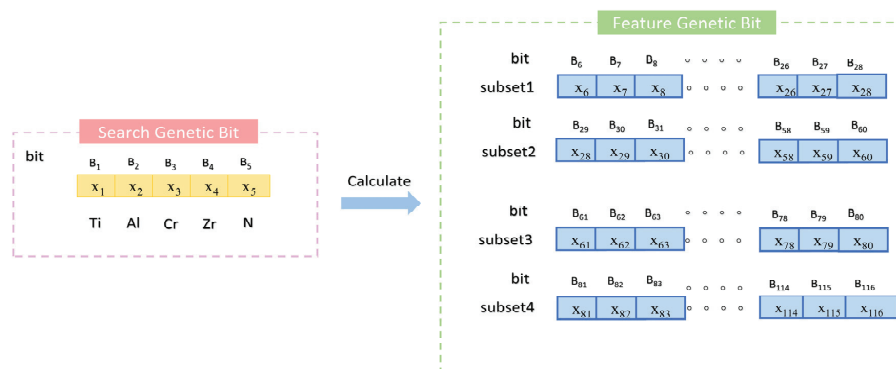 Feature Genetic Bit
bit B6 B7 B8 B26 B27 B28
subset1 x6 x7 x8 x26 x27 x28
bit B29 B30 B31 B58 B59 B60
subset2 x28 x29 x30 x58 x59 x60
bit B61 B62 B63 B78 B79 B80
subset3 x61 x62 x63 x78 x79 x80
bit B81 B82 B83 B114 B115 B116
subset4 x81 x82 x83 x114 x115 x116
Search Genetic Bit
bit B1 B2 B3 B4 B5
x1 x2 x3 x4 x5
Ti Al Cr Zr N
Calculate